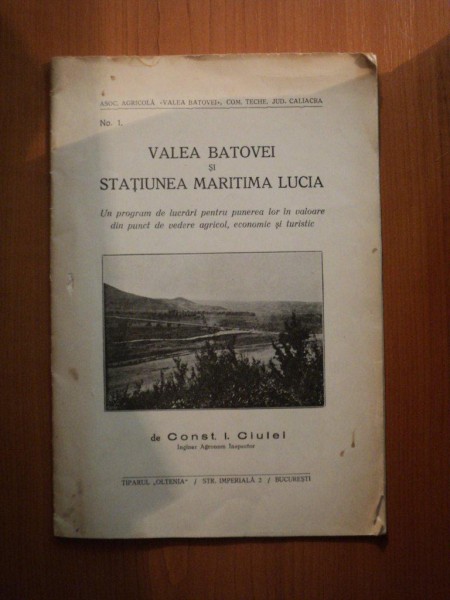 ASOC. AGRICOLĂ «VALEA BATOVEI», COM. TECHE, JUD. CALIACRA
No. 1.
VALEA BATOVEI
ȘI
STAȚIUNEA MARITIMA LUCIA
Un program de lucrări pentru punerea lor în valoare
din punct de vedere agricol, economic și turistic
de Const. I. Ciulei
Inginer Agronom Inspector
TIPARUL „OLTENIA" / STR. IMPERIALĂ 2 / BUCUREȘTI